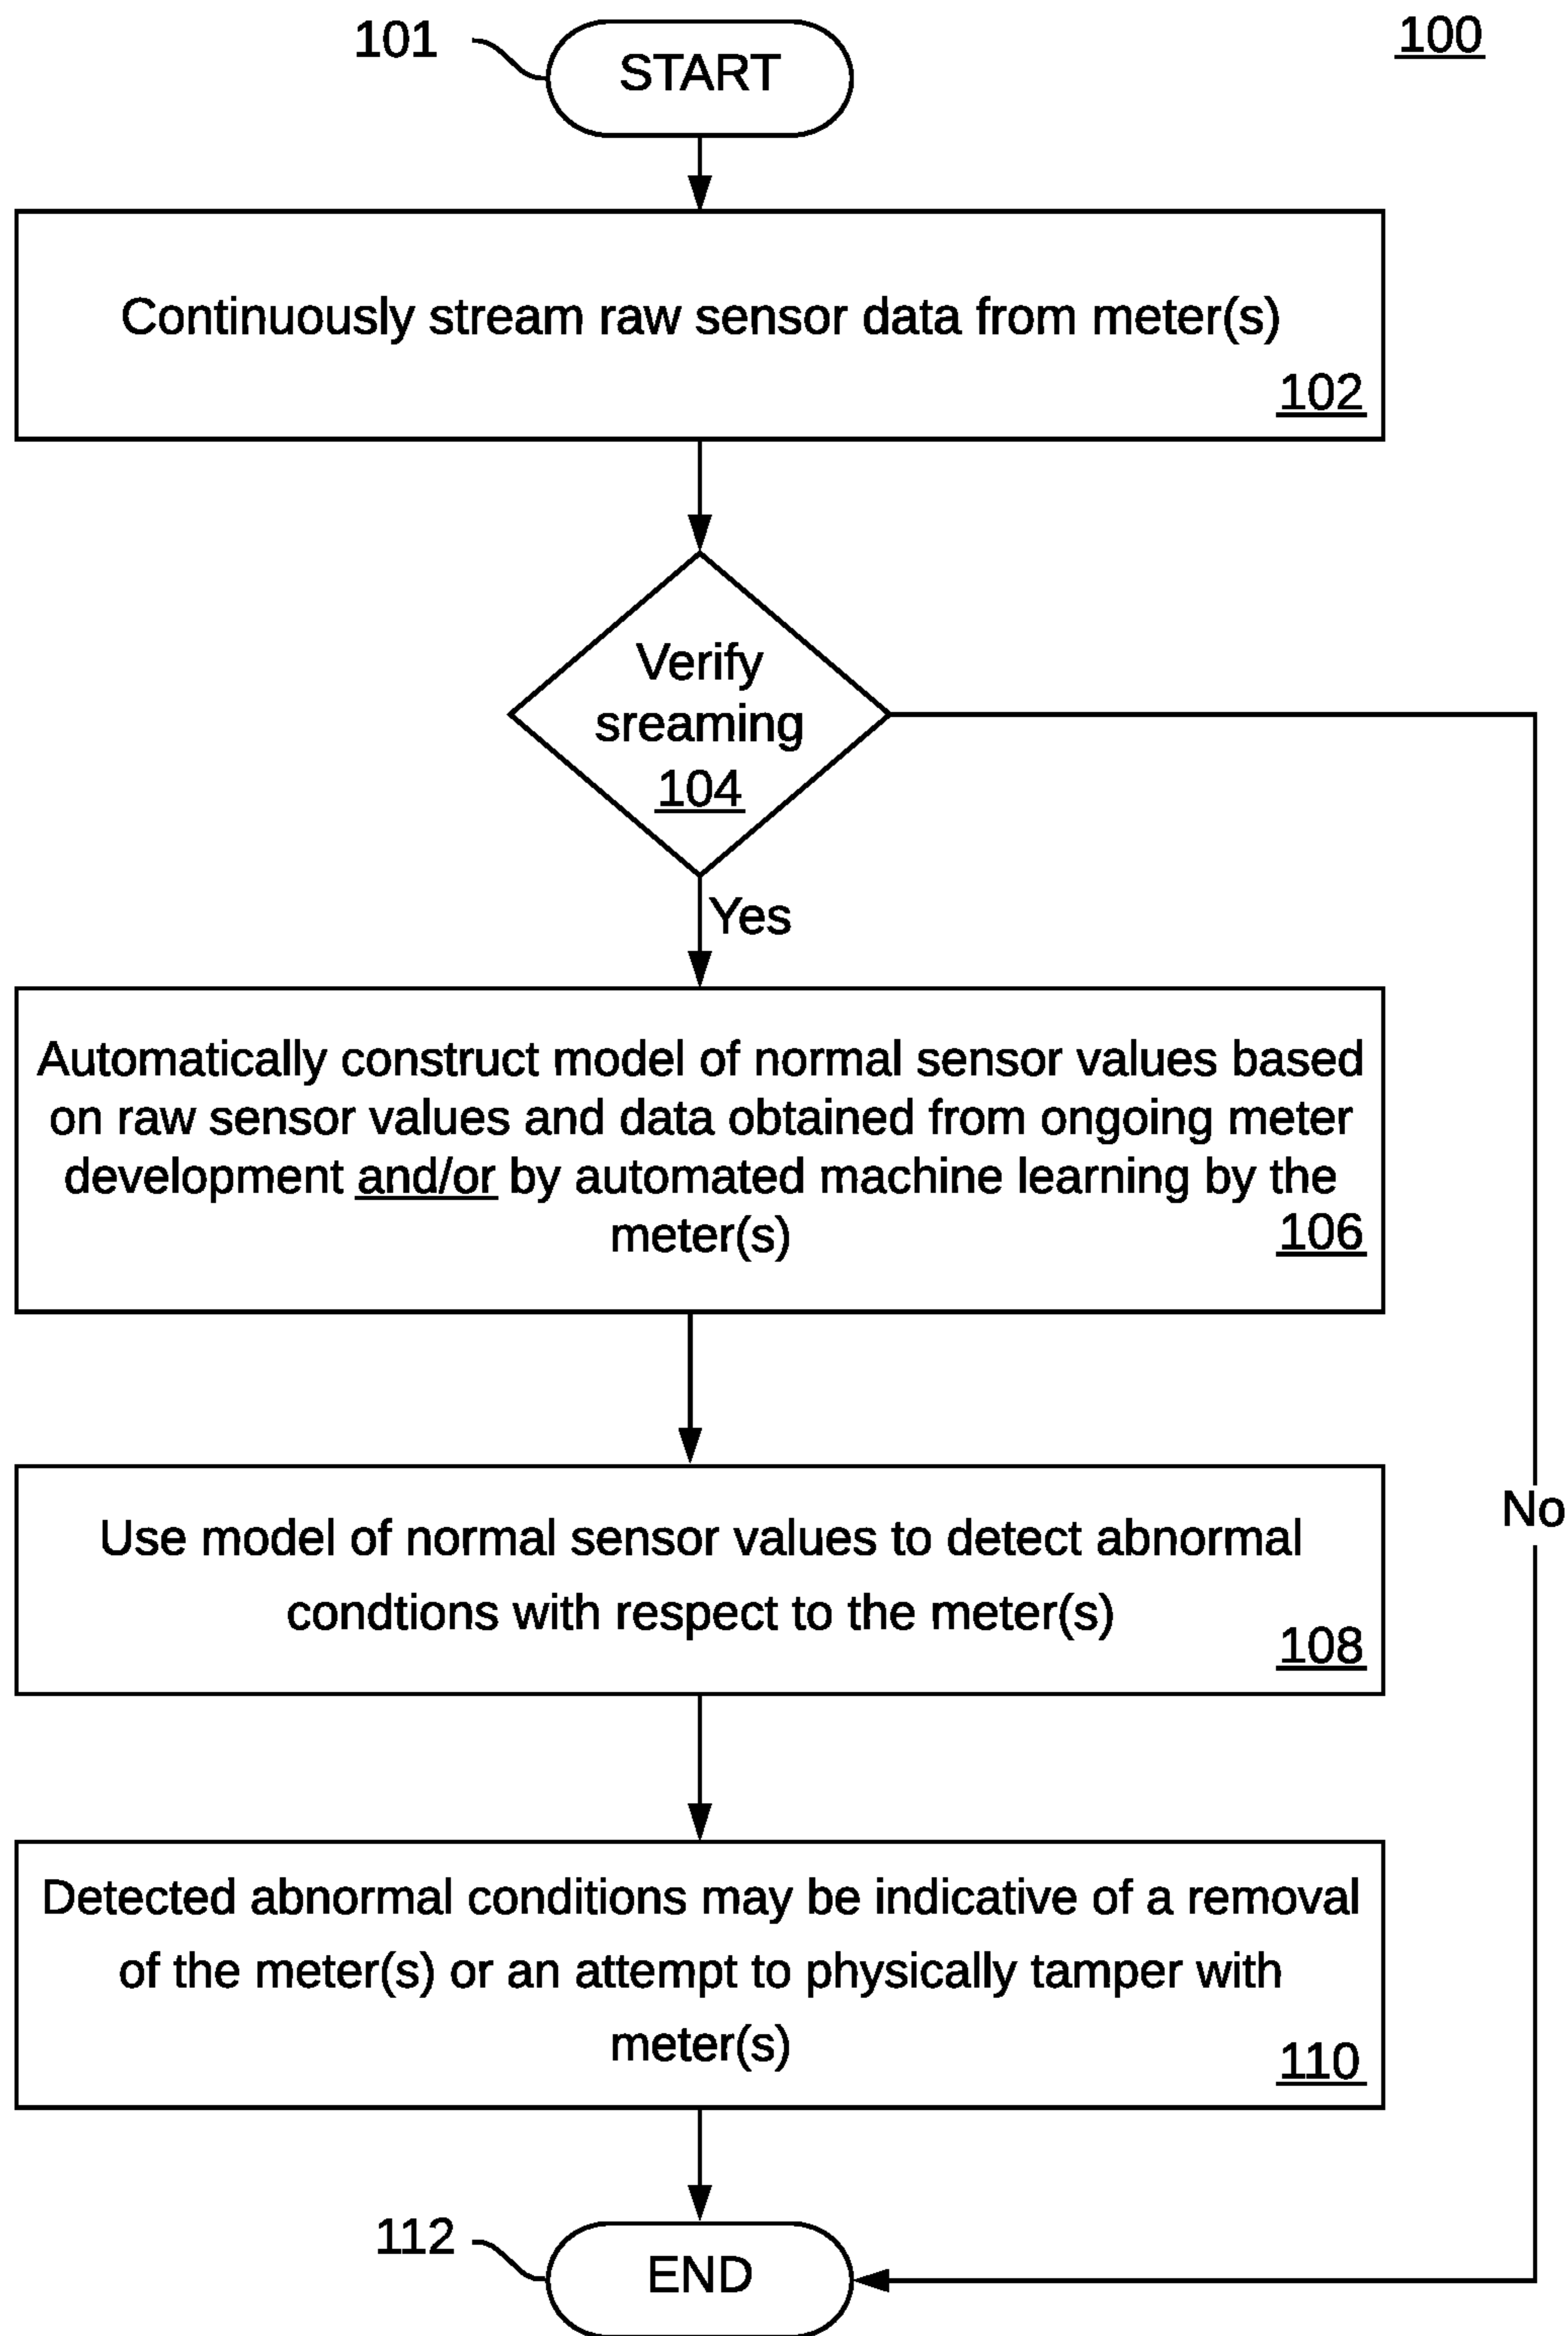 101
START
100
Continuously stream raw sensor data from meter(s)
102
Verify
sreaming
104
Yes
Automatically construct model of normal sensor values based
on raw sensor values and data obtained from ongoing meter
development and/or by automated machine learning by the
meter(s)
106
Use model of normal sensor values to detect abnormal
condtions with respect to the meter(s)
108
No
Detected abnormal conditions may be indicative of a removal
of the meter(s) or an attempt to physically tamper with
meter(s)
110
112
END